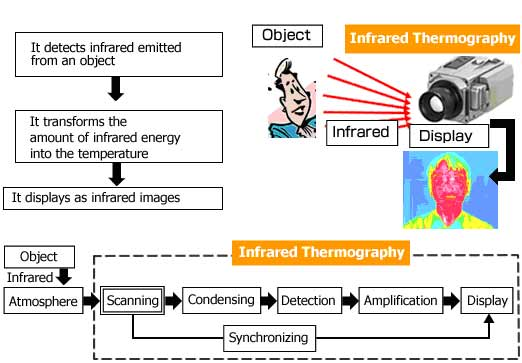 It detects infrared emitted
from an object
It transforms the
amount of infrared energy
into the temperature
It displays as infrared images
Object
Infrared Thermography
Infrared
Display
Infrared Thermography
Object
Infrared
Atmosphere
Scanning
Condensing
Detection
Amplification
Display
Synchronizing